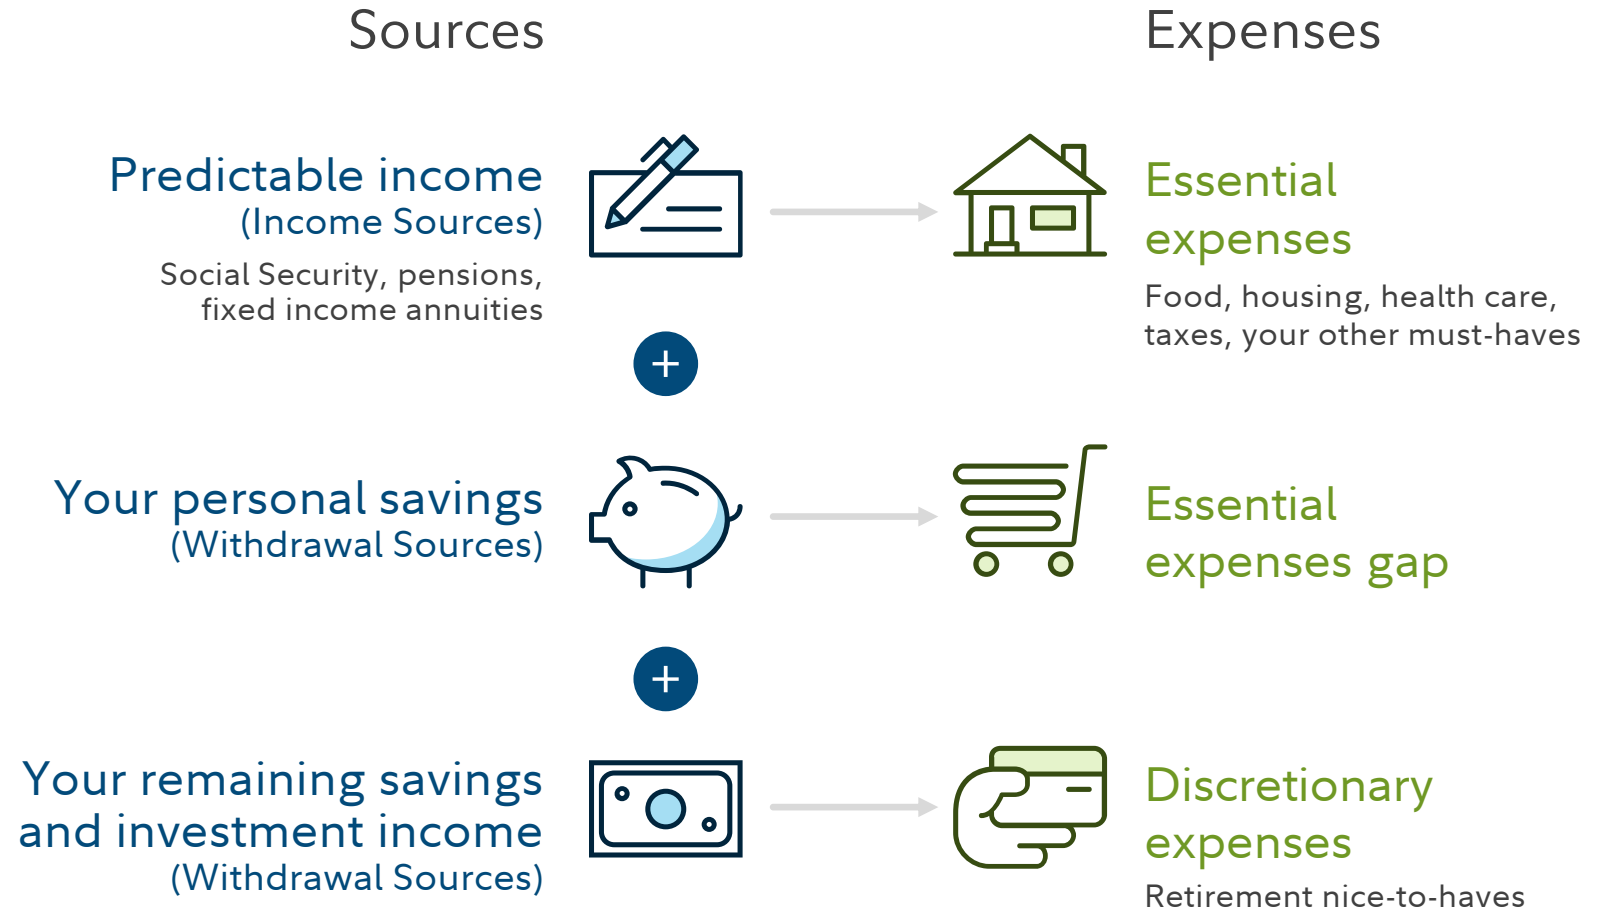 Sources
Expenses
Predictable income
(Income Sources)
Social Security, pensions,
fixed income annuities
Essential
expenses
Food, housing, health care,
taxes, your other must-haves
+
Your personal savings
(Withdrawal Sources)
Essential
expenses gap
+
Your remaining savings
and investment income
(Withdrawal Sources)
Discretionary
expenses
Retirement nice-to-haves